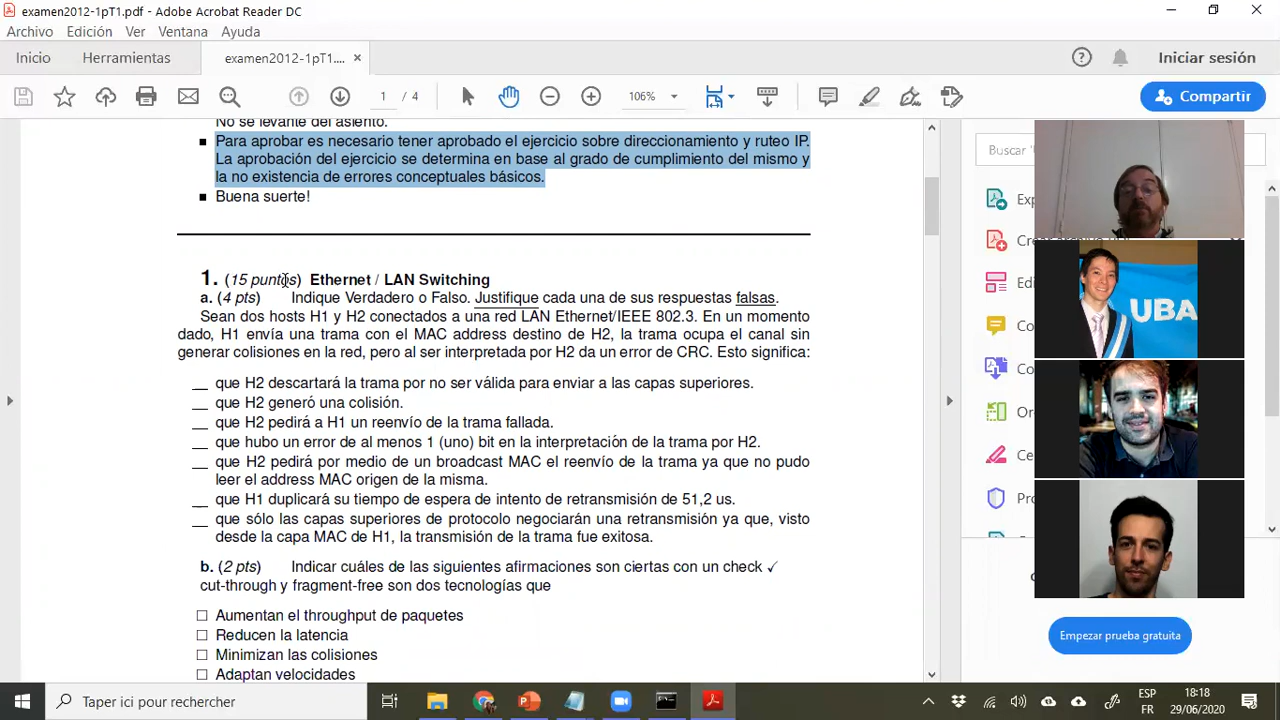 examen2012-1pT1.pdf - Adobe Acrobat Reader DC
Archivo Edición Ver Ventana Ayuda
Inicio Herramientas examen2012-1pT1.... × Iniciar sesión
1 / 4 106% Compartir
No se levante del asiento.
Para aprobar es necesario tener aprobado el ejercicio sobre direccionamiento y ruteo IP.
La aprobación del ejercicio se determina en base al grado de cumplimiento del mismo y
la no existencia de errores conceptuales básicos.
Buena suerte!
1. (15 puntos) Ethernet / LAN Switching
a. (4 pts) Indique Verdadero o Falso. Justifique cada una de sus respuestas falsas.
Sean dos hosts H1 y H2 conectados a una red LAN Ethernet/IEEE 802.3. En un momento
dado, H1 envía una trama con el MAC address destino de H2, la trama ocupa el canal sin
generar colisiones en la red, pero al ser interpretada por H2 da un error de CRC. Esto significa:
__ que H2 descartará la trama por no ser válida para enviar a las capas superiores.
__ que H2 generó una colisión.
__ que H2 pedirá a H1 un reenvío de la trama fallada.
__ que hubo un error de al menos 1 (uno) bit en la interpretación de la trama por H2.
__ que H2 pedirá por medio de un broadcast MAC el reenvío de la trama ya que no pudo
leer el address MAC origen de la misma.
__ que H1 duplicará su tiempo de espera de intento de retransmisión de 51,2 us.
__ que sólo las capas superiores de protocolo negociarán una retransmisión ya que, visto
desde la capa MAC de H1, la transmisión de la trama fue exitosa.
b. (2 pts) Indicar cuáles de las siguientes afirmaciones son ciertas con un check ✓
cut-through y fragment-free son dos tecnologías que
☐ Aumentan el throughput de paquetes
☐ Reducen la latencia
☐ Minimizan las colisiones
☐ Adaptan velocidades
Buscar
UBA
Empezar prueba gratuita
Taper ici pour rechercher
ESP
FR
18:18
29/06/2020